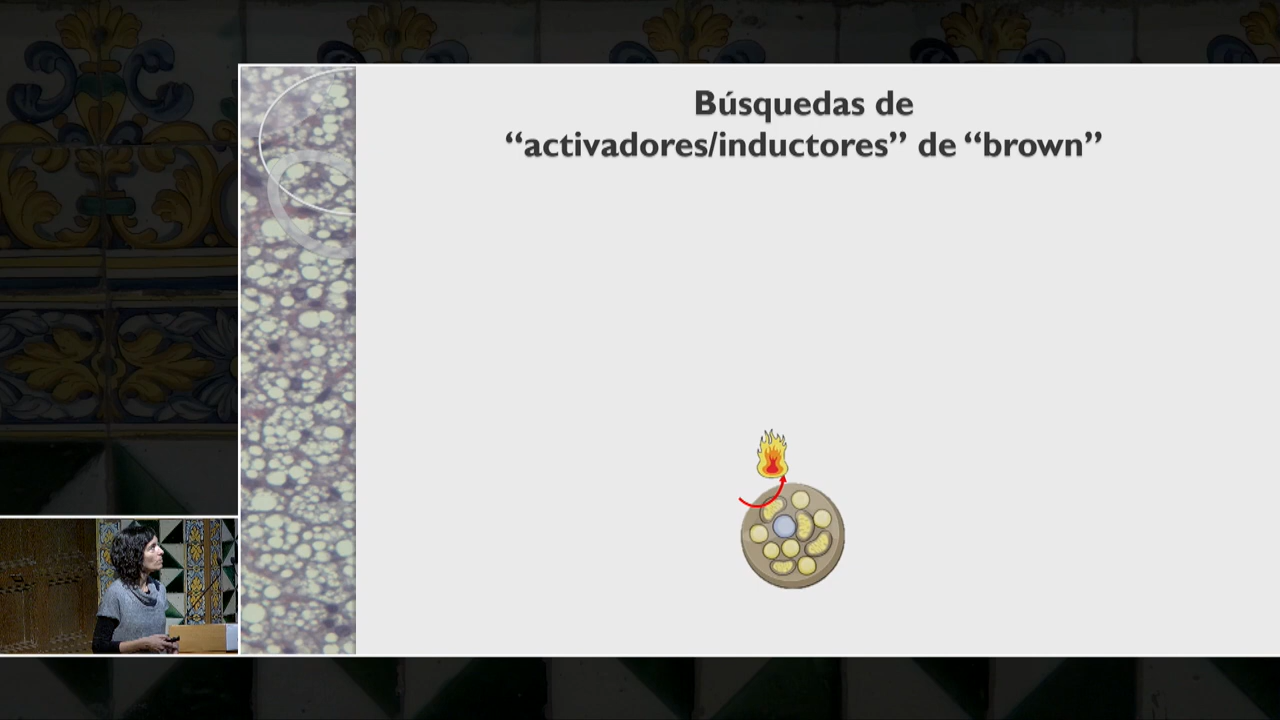 Búsquedas de
“activadores/inductores” de “brown”